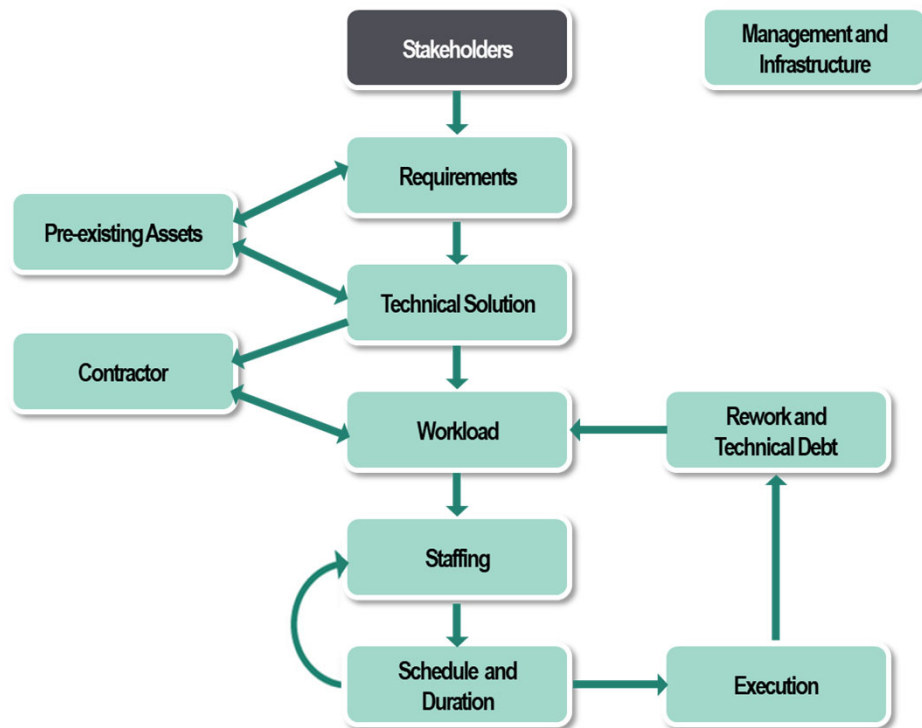 Stakeholders
Management and
Infrastructure
Requirements
Pre-existing Assets
Technical Solution
Contractor
Workload
Rework and
Technical Debt
Staffing
Schedule and
Duration
Execution